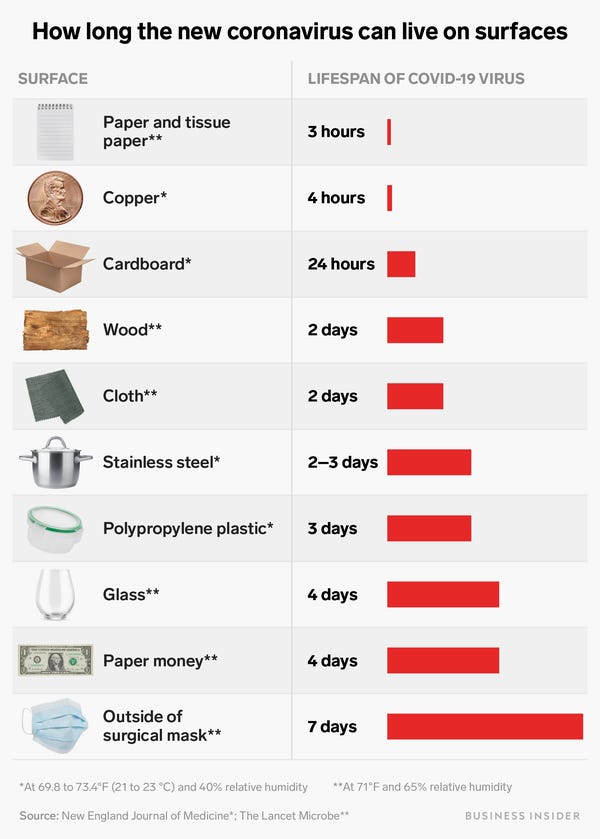 How long the new coronavirus can live on surfaces
SURFACE
LIFESPAN OF COVID-19 VIRUS
Paper and tissue
paper**
3 hours
Copper*
4 hours
Cardboard*
24 hours
Wood**
2 days
Cloth**
2 days
Stainless steel*
2–3 days
Polypropylene plastic*
3 days
Glass**
4 days
Paper money**
4 days
Outside of
surgical mask**
7 days
*At 69.8 to 73.4°F (21 to 23 °C) and 40% relative humidity
**At 71°F and 65% relative humidity
Source: New England Journal of Medicine*; The Lancet Microbe**
BUSINESS INSIDER